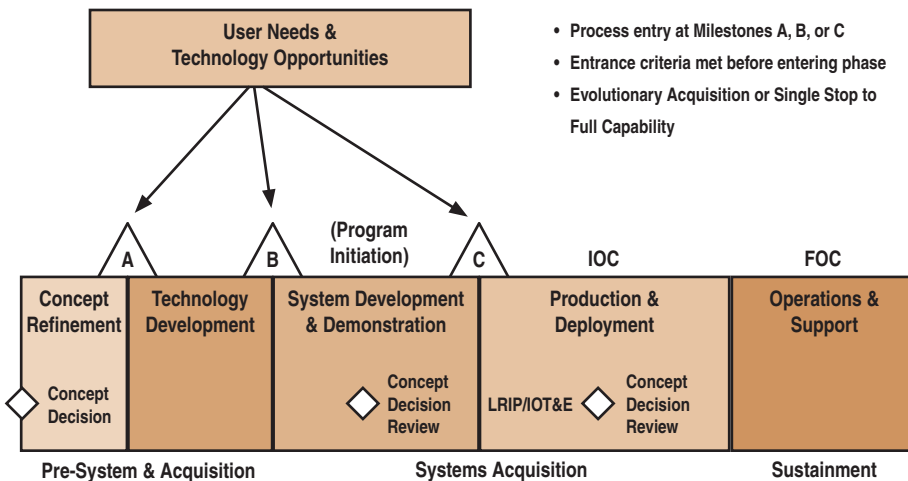 User Needs &
Technology Opportunities
• Process entry at Milestones A, B, or C
• Entrance criteria met before entering phase
• Evolutionary Acquisition or Single Stop to
Full Capability
A
B
(Program
Initiation)
C
IOC
FOC
Concept
Refinement
Technology
Development
System Development
& Demonstration
Production &
Deployment
Operations &
Support
Concept
Decision
Concept
Decision
Review
LRIP/IOT&E
Concept
Decision
Review
Pre-System & Acquisition
Systems Acquisition
Sustainment